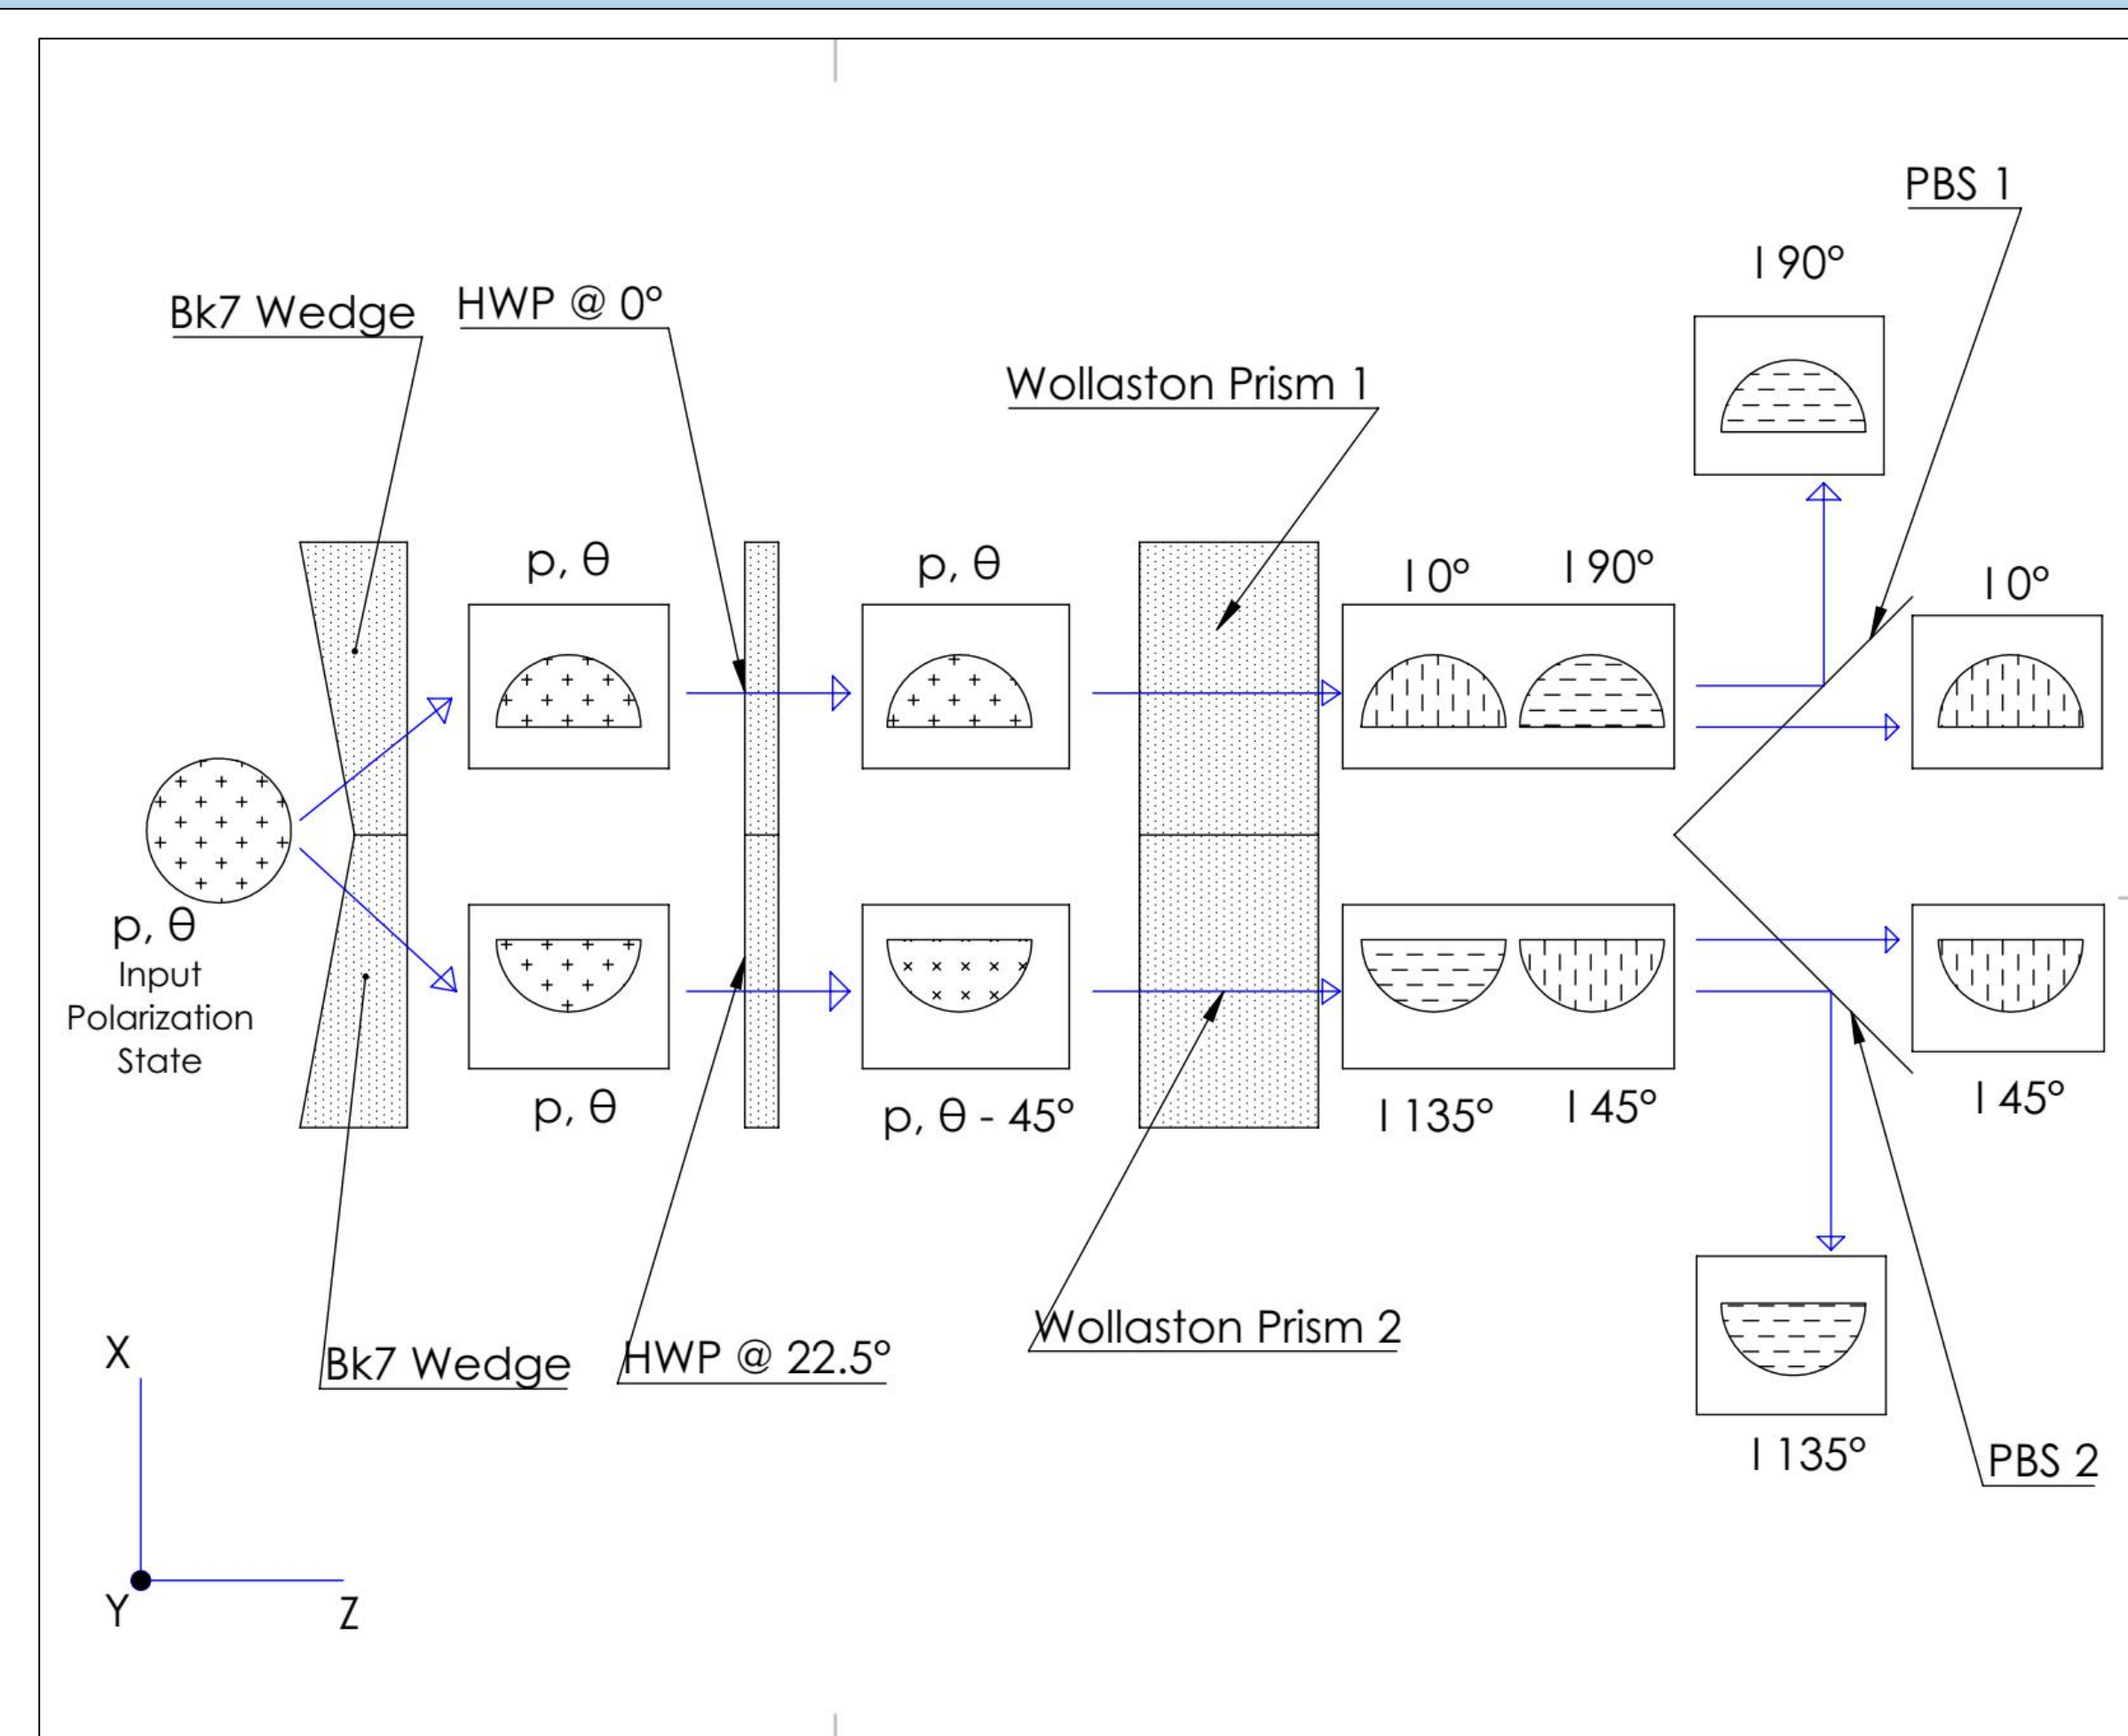 PBS 1
I 90°
Bk7 Wedge
HWP @ 0°
Wollaston Prism 1
p, θ
p, θ
I 0°
I 90°
I 0°
p, θ
Input
Polarization
State
p, θ
p, θ - 45°
I 135°
I 45°
I 45°
Bk7 Wedge
HWP @ 22.5°
Wollaston Prism 2
I 135°
PBS 2
X
Y
Z